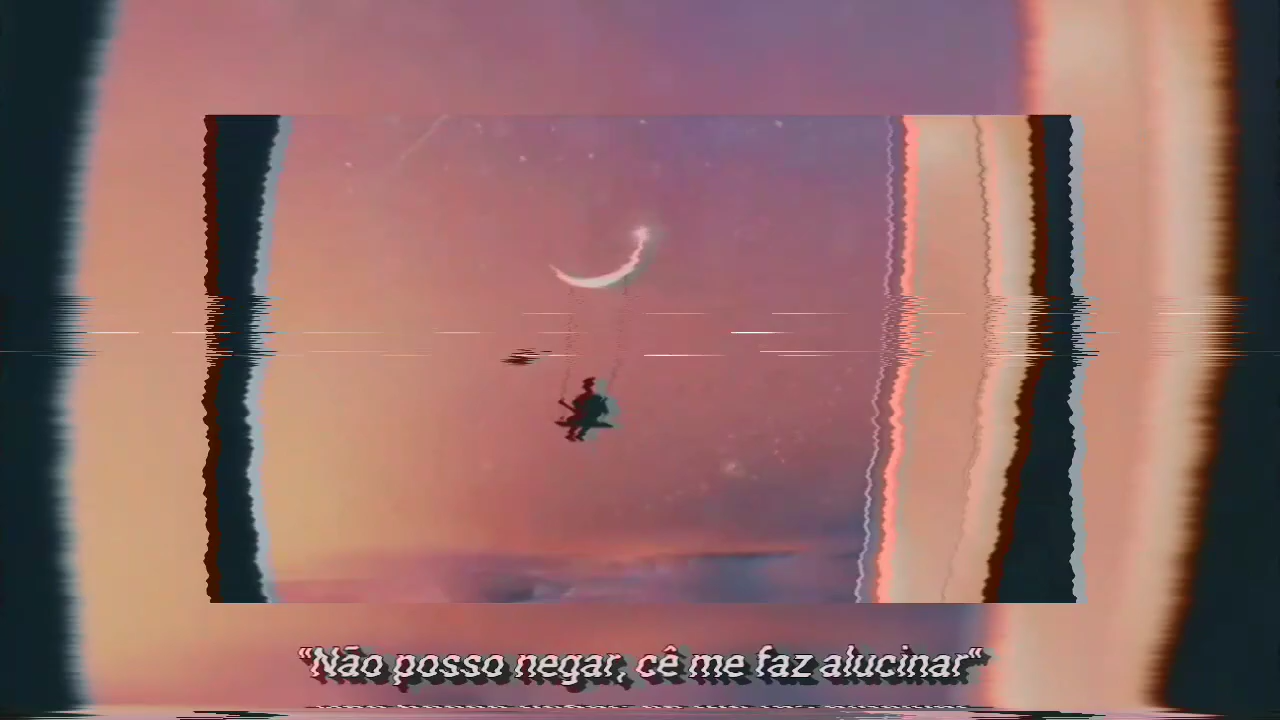 “Não posso negar, cê me faz alucinar“